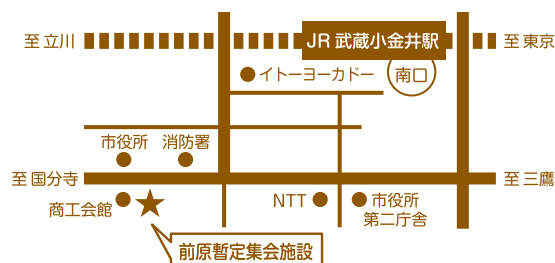 至立川
JR武蔵小金井駅
至東京
イトーヨーカドー
南口
市役所
消防署
至国分寺
至三鷹
商工会館
NTT
市役所
第二庁舎
前原暫定集会施設